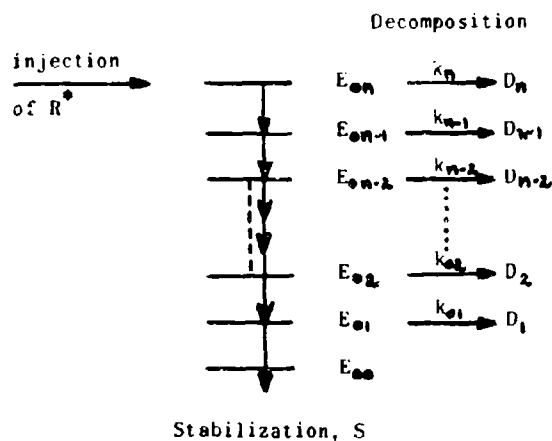 Decomposition
injection
of R*
E₀ₙ kₙ Dₙ
E₀ₙ₋₁ kₙ₋₁ Dₙ₋₁
E₀ₙ₋₂ kₙ₋₂ Dₙ₋₂
E₀₂ k₀₂ D₂
E₀₁ k₀₁ D₁
E₀₀
Stabilization, S